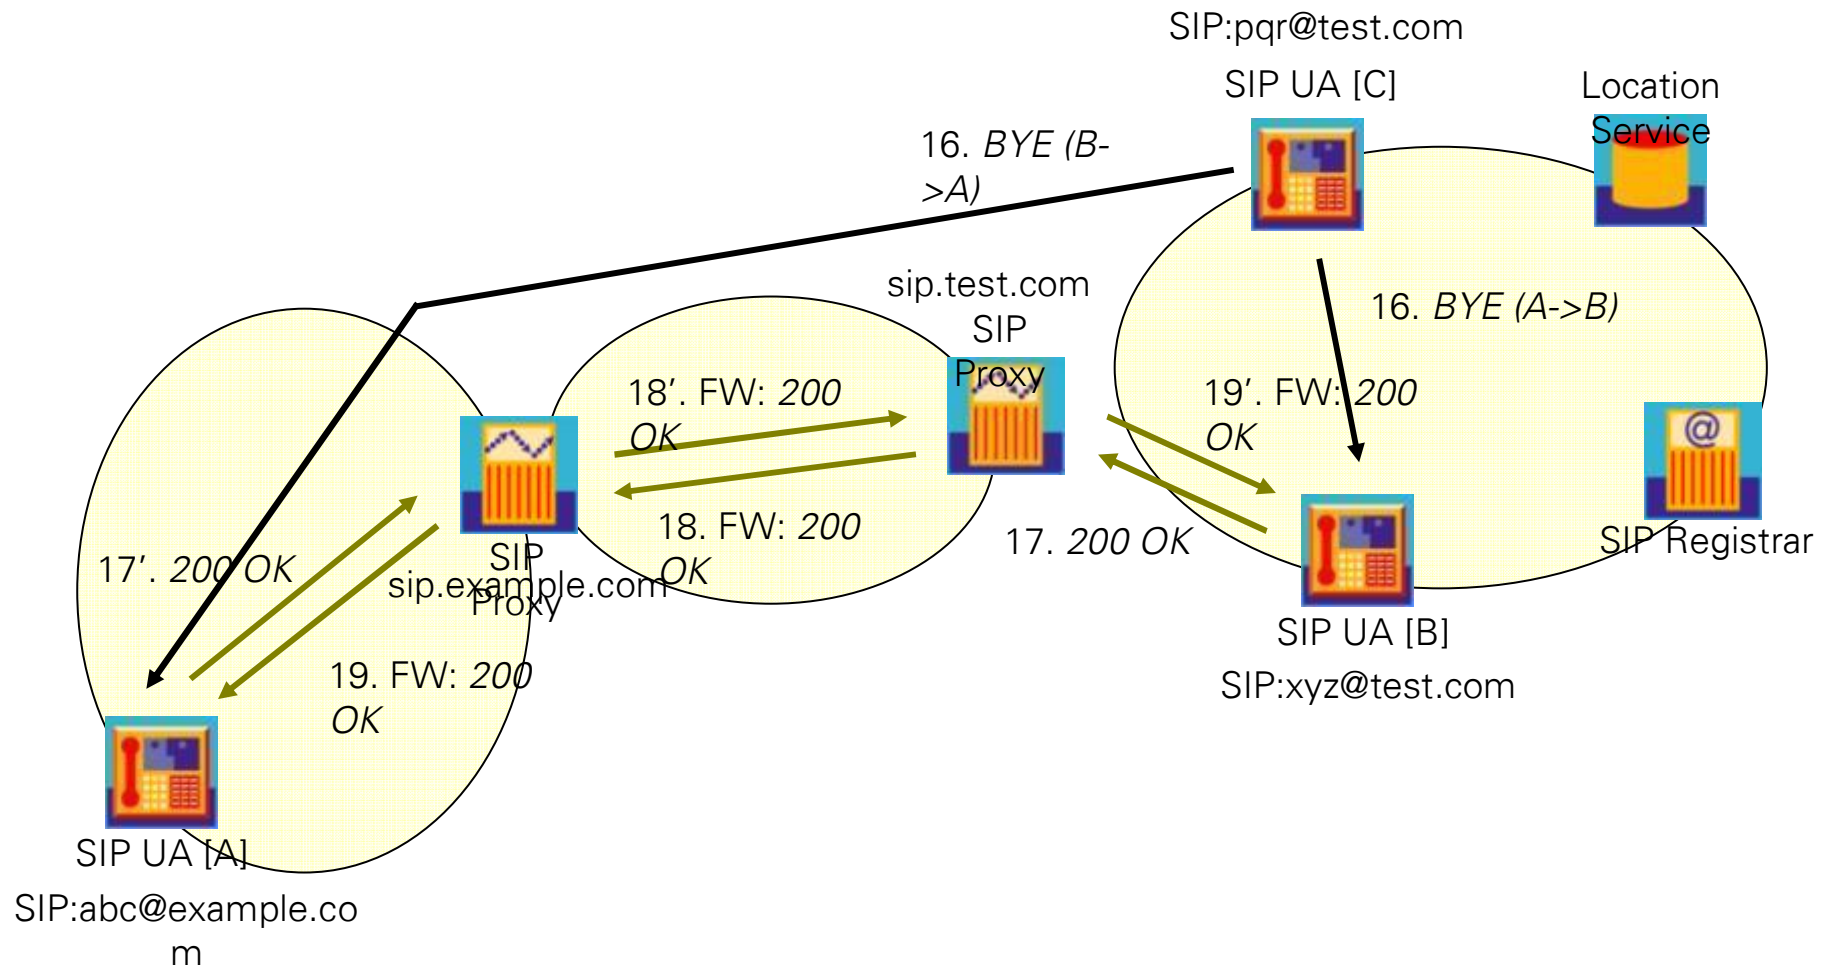 SIP:pqr@test.com
SIP UA [C]
Location
Service
16. BYE (B-
>A)
sip.test.com
SIP
Proxy
16. BYE (A->B)
18’. FW: 200
OK
19’. FW: 200
OK
18. FW: 200
OK
17. 200 OK
SIP Registrar
17’. 200 OK
SIP
Proxy
sip.example.com
SIP UA [B]
SIP:xyz@test.com
19. FW: 200
OK
@
SIP UA [A]
SIP:abc@example.co
m